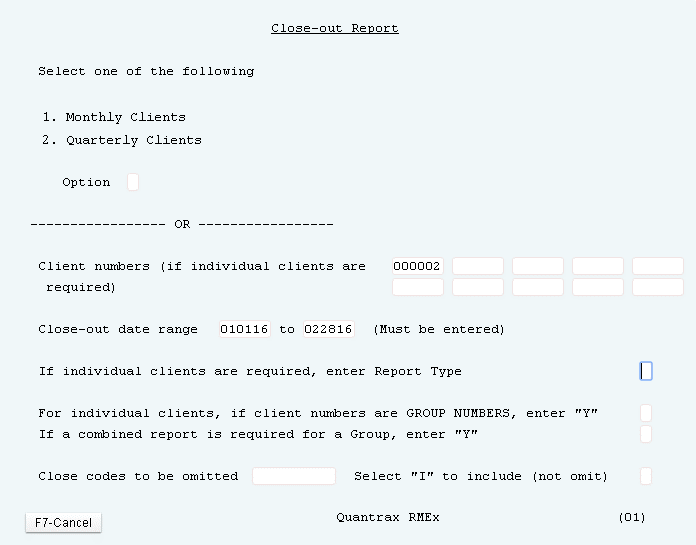 Close-out Report
Select one of the following
1. Monthly Clients
2. Quarterly Clients
Option
----------------- OR -----------------
Client numbers (if individual clients are 000002
required)
Close-out date range 010116 to 022816 (Must be entered)
If individual clients are required, enter Report Type
For individual clients, if client numbers are GROUP NUMBERS, enter "Y"
If a combined report is required for a Group, enter "Y"
Close codes to be omitted Select "I" to include (not omit)
F7-Cancel Quantrax RMEx (01)